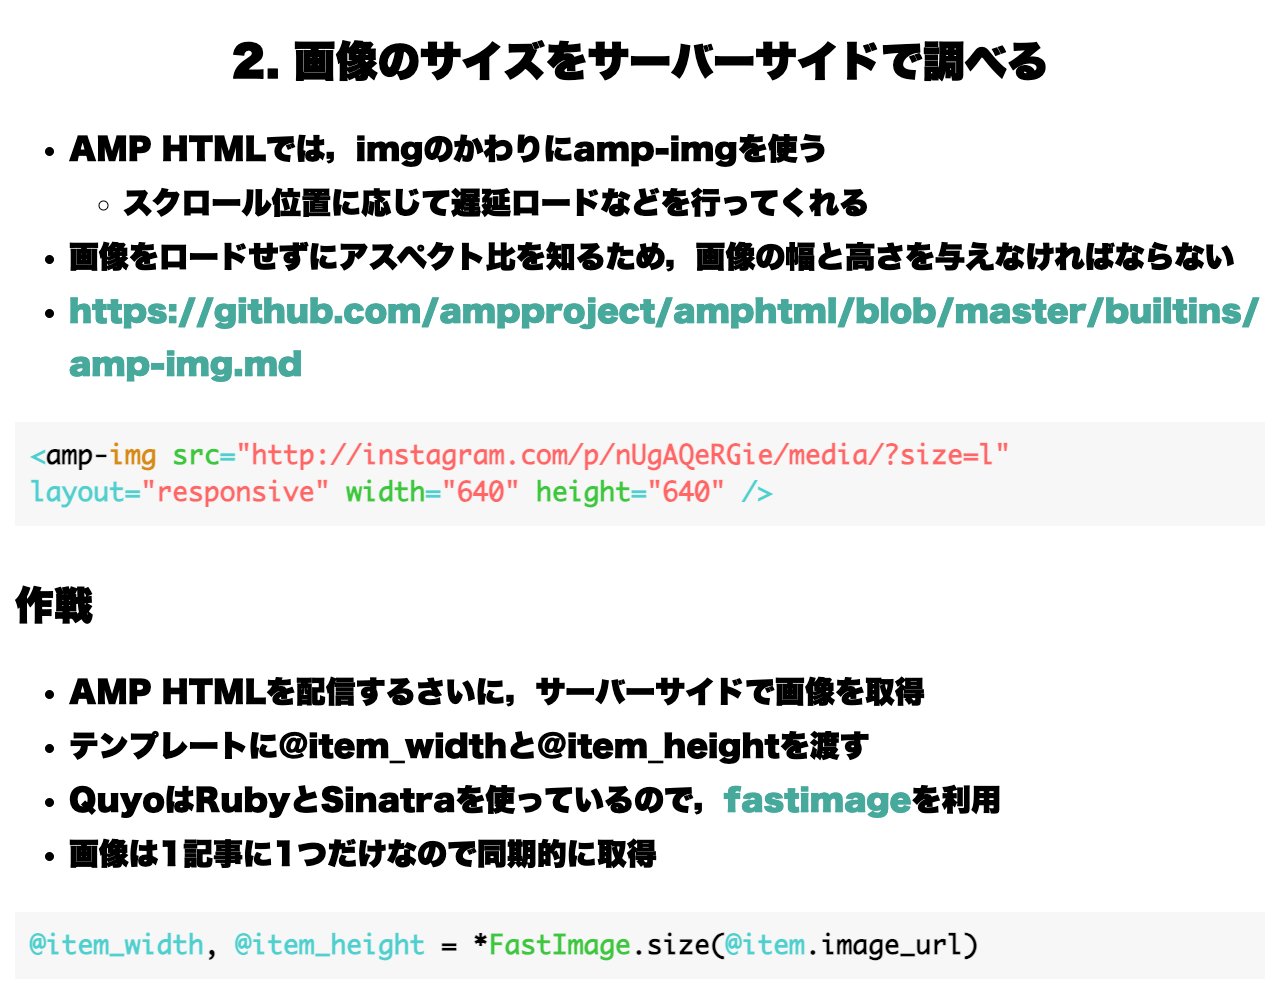 2. 画像のサイズをサーバーサイドで調べる
• AMP HTMLでは，imgのかわりにamp-imgを使う
◦ スクロール位置に応じて遅延ロードなどを行ってくれる
• 画像をロードせずにアスペクト比を知るため，画像の幅と高さを与えなければならない
• https://github.com/ampproject/amphtml/blob/master/builtins/
amp-img.md
<amp-img src="http://instagram.com/p/nUgAQeRGie/media/?size=l"
layout="responsive" width="640" height="640" />
作戦
• AMP HTMLを配信するさいに，サーバーサイドで画像を取得
• テンプレートに@item_widthと@item_heightを渡す
• QuyoはRubyとSinatraを使っているので，fastimageを利用
• 画像は1記事に1つだけなので同期的に取得
@item_width, @item_height = *FastImage.size(@item.image_url)